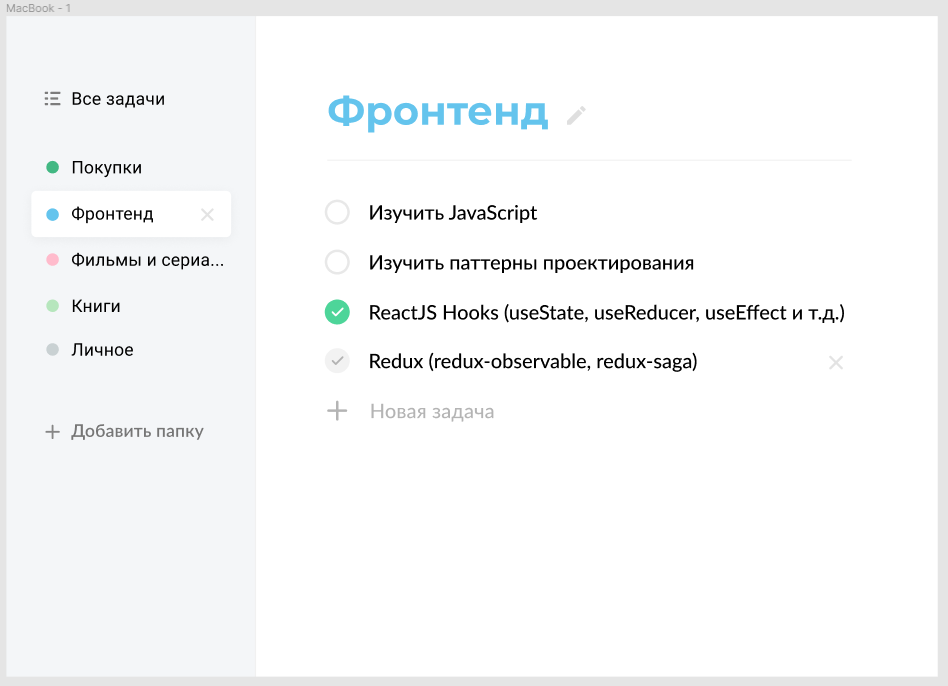 MacBook - 1
Все задачи
Покупки
Фронтенд
Фильмы и сериа...
Книги
Личное
Добавить папку
Фронтенд
Изучить JavaScript
Изучить паттерны проектирования
ReactJS Hooks (useState, useReducer, useEffect и т.д.)
Redux (redux-observable, redux-saga)
Новая задача